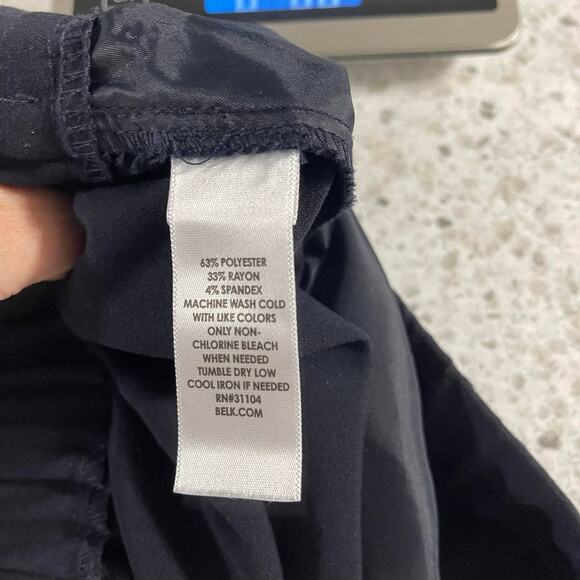 63% POLYESTER
33% RAYON
4% SPANDEX
MACHINE WASH COLD
WITH LIKE COLORS
ONLY NON-
CHLORINE BLEACH
WHEN NEEDED
TUMBLE DRY LOW
COOL IRON IF NEEDED
RN#31104
BELK.COM